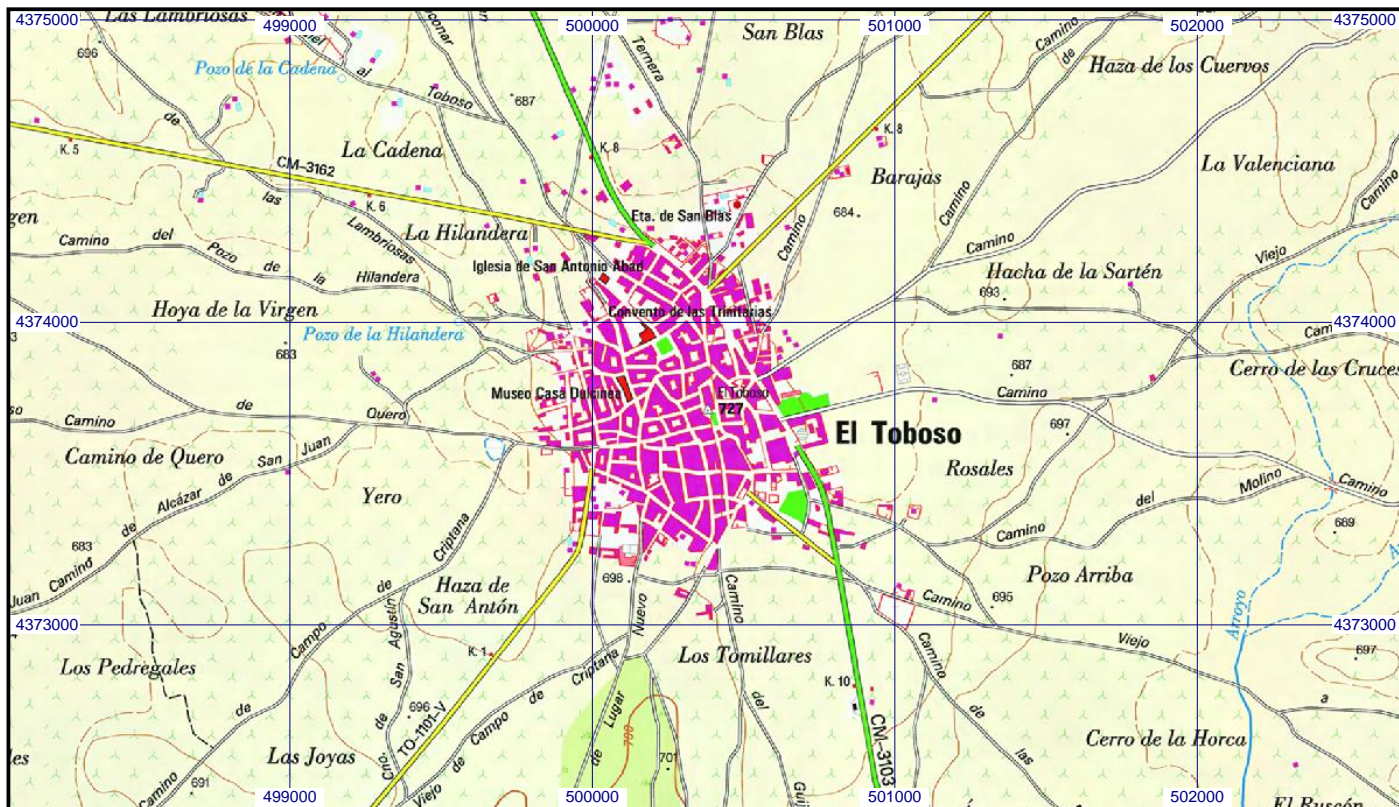 Las Lambriosas
499000
500000
501000
502000
4375000
4375000
San Blas
Ternera
Camino
de
Haza de los Cuervos
696
al
Pozo de la Cadena
Toboso
687
de
K. 5
La Cadena
K. 8
K. 8
CM-3162
La Valenciana
Barajas
Camino
Camino
las
K. 6
Eta. de San Blas
684
Camino
Lambriosas
La Hilandera
Camino
del
Pozo
de
la
Hilandera
Camino
Viejo
Iglesia de San Antonio Abad
Hacha de la Sartén
693
Hoya de la Virgen
Convento de las Trinitarias
4374000
4374000
Pozo de la Hilandera
683
Cerro de las Cruces
687
Museo Casa Dulcinea
El Toboso
727
Camino
Camino
de
Quero
El Toboso
697
San Juan
Camino de Quero
Rosales
Yero
Alcázar de
Molino
Camino
del
de
689
Camino
683
Criptana
de
Juan Camino
Haza de
San Antón
698
Pozo Arriba
Camino
695
Camino
Viejo
Arroyo
4373000
4373000
Nuevo
Campo
San Agustín
Los Pedregales
K. 1
Criptana
Los Tomillares
697
Camino
K. 10
de
Campo
del
a
696
TO-1101-V
Lugar
de
de
Cno. de
700
CM-3103
Cerro de la Horca
Las Joyas
701
las
Camino
691
Viejo
de
499000
500000
501000
502000
El Ruscón